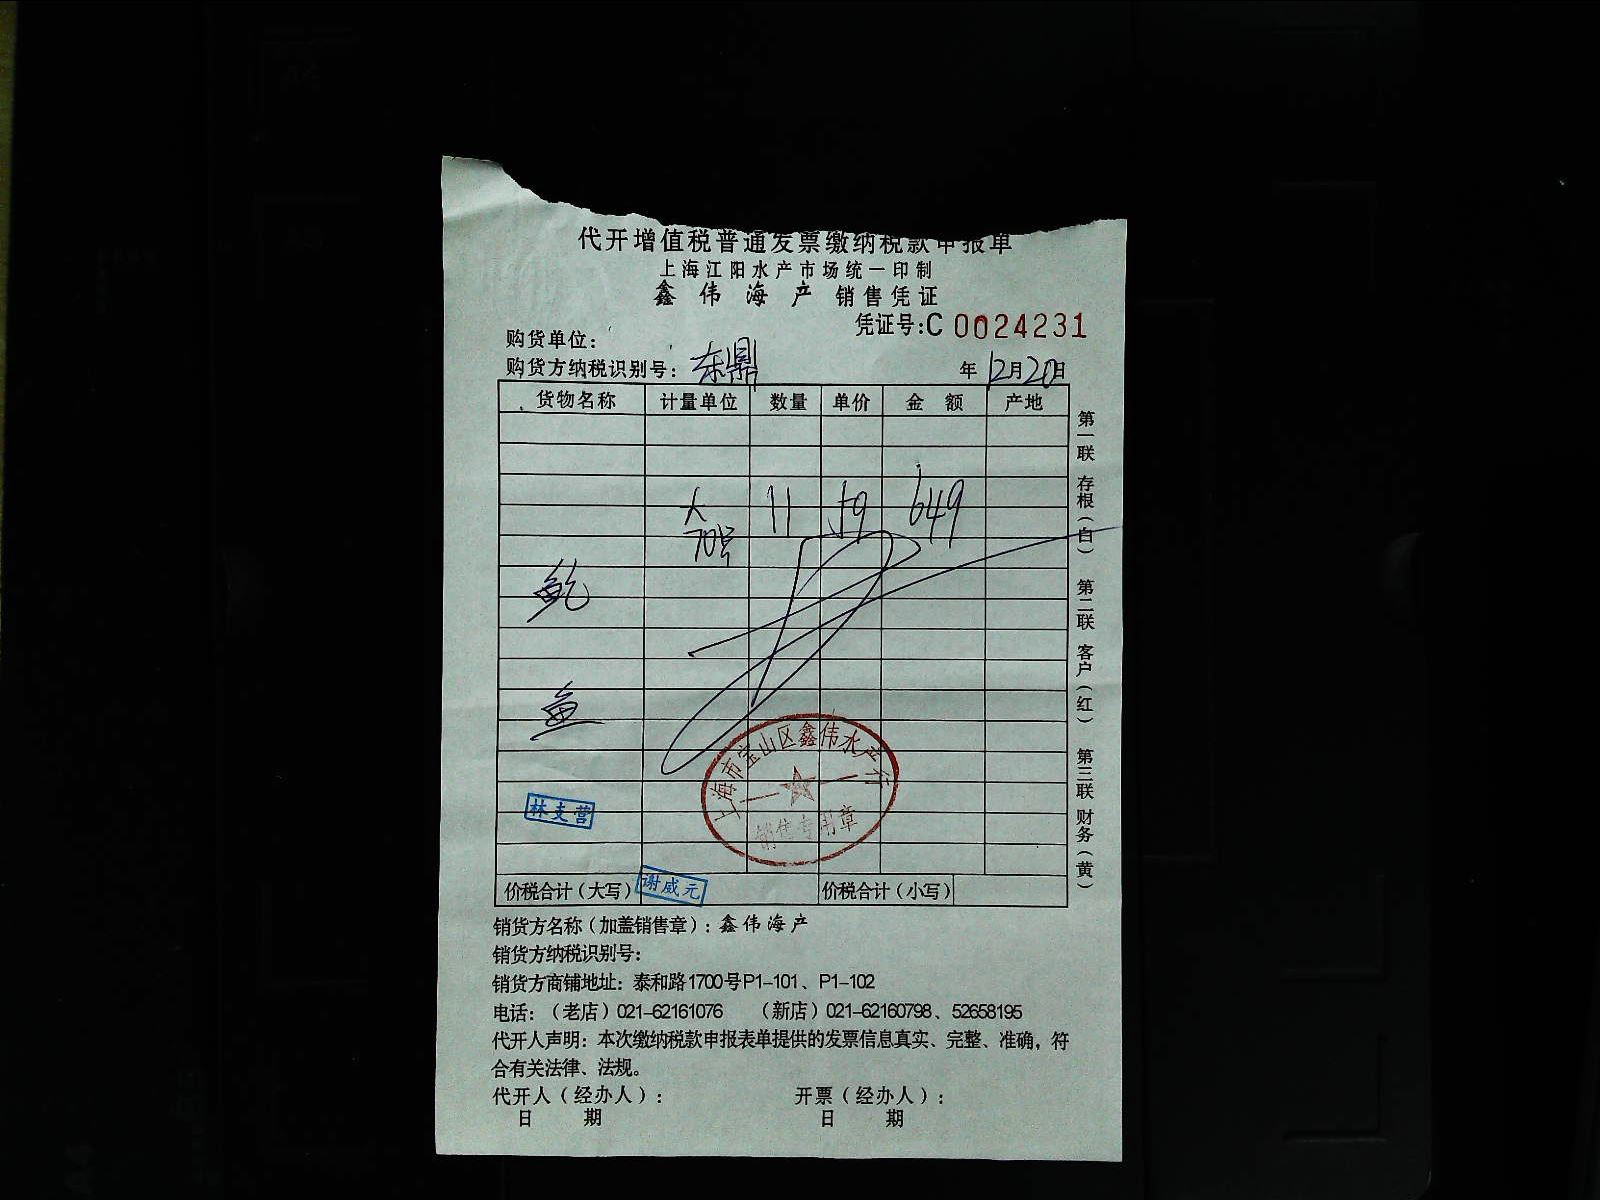 代开增值税普通发票缴纳税款申报单
上海江阳水产市场统一印制
鑫伟海产 销售凭证
凭证号:C 0024231
购货单位:
购货方纳税识别号: 东鼎 年 12月20日
货物名称 计量单位 数量 单价 金额 产地
大 11 59 649
70号
鲍
鱼
上海市宝山区鑫伟水产行
销售专用章
林支营
价税合计(大写) 谢威元 价税合计(小写)
第一联 存根(白) 第二联 客户(红) 第三联 财务(黄)
销货方名称(加盖销售章): 鑫伟海产
销货方纳税识别号:
销货方商铺地址: 泰和路1700号P1-101、P1-102
电话:(老店)021-62161076 (新店)021-62160798、52658195
代开人声明: 本次缴纳税款申报表单提供的发票信息真实、完整、准确, 符
合有关法律、法规。
代开人(经办人): 开票(经办人):
日 期 日 期